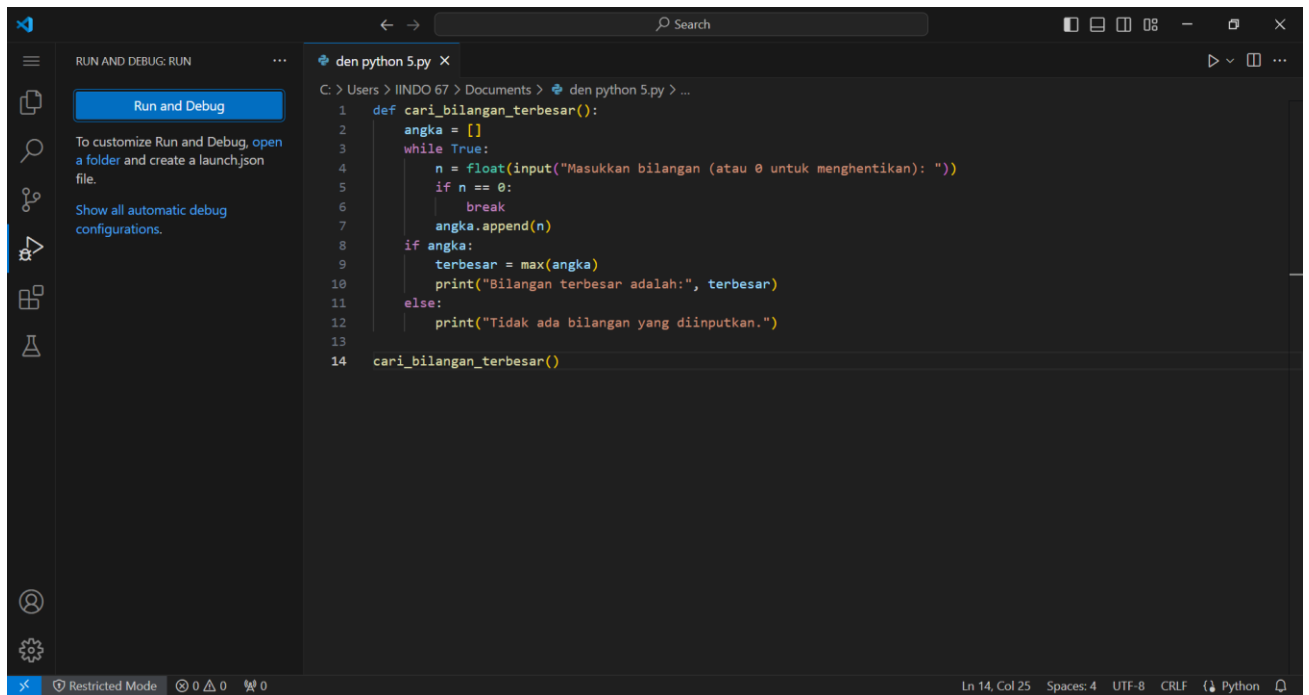 Search
RUN AND DEBUG: RUN ...
den python 5.py
Run and Debug
To customize Run and Debug, open
a folder and create a launch.json
file.
Show all automatic debug
configurations.
C: > Users > IINDO 67 > Documents > den python 5.py > ...
1 def cari_bilangan_terbesar():
2 angka = []
3 while True:
4 n = float(input("Masukkan bilangan (atau 0 untuk menghentikan): "))
5 if n == 0:
6 break
7 angka.append(n)
8 if angka:
9 terbesar = max(angka)
10 print("Bilangan terbesar adalah:", terbesar)
11 else:
12 print("Tidak ada bilangan yang diinputkan.")
13
14 cari_bilangan_terbesar()
Restricted Mode 0 0 0 Ln 14, Col 25 Spaces: 4 UTF-8 CRLF Python